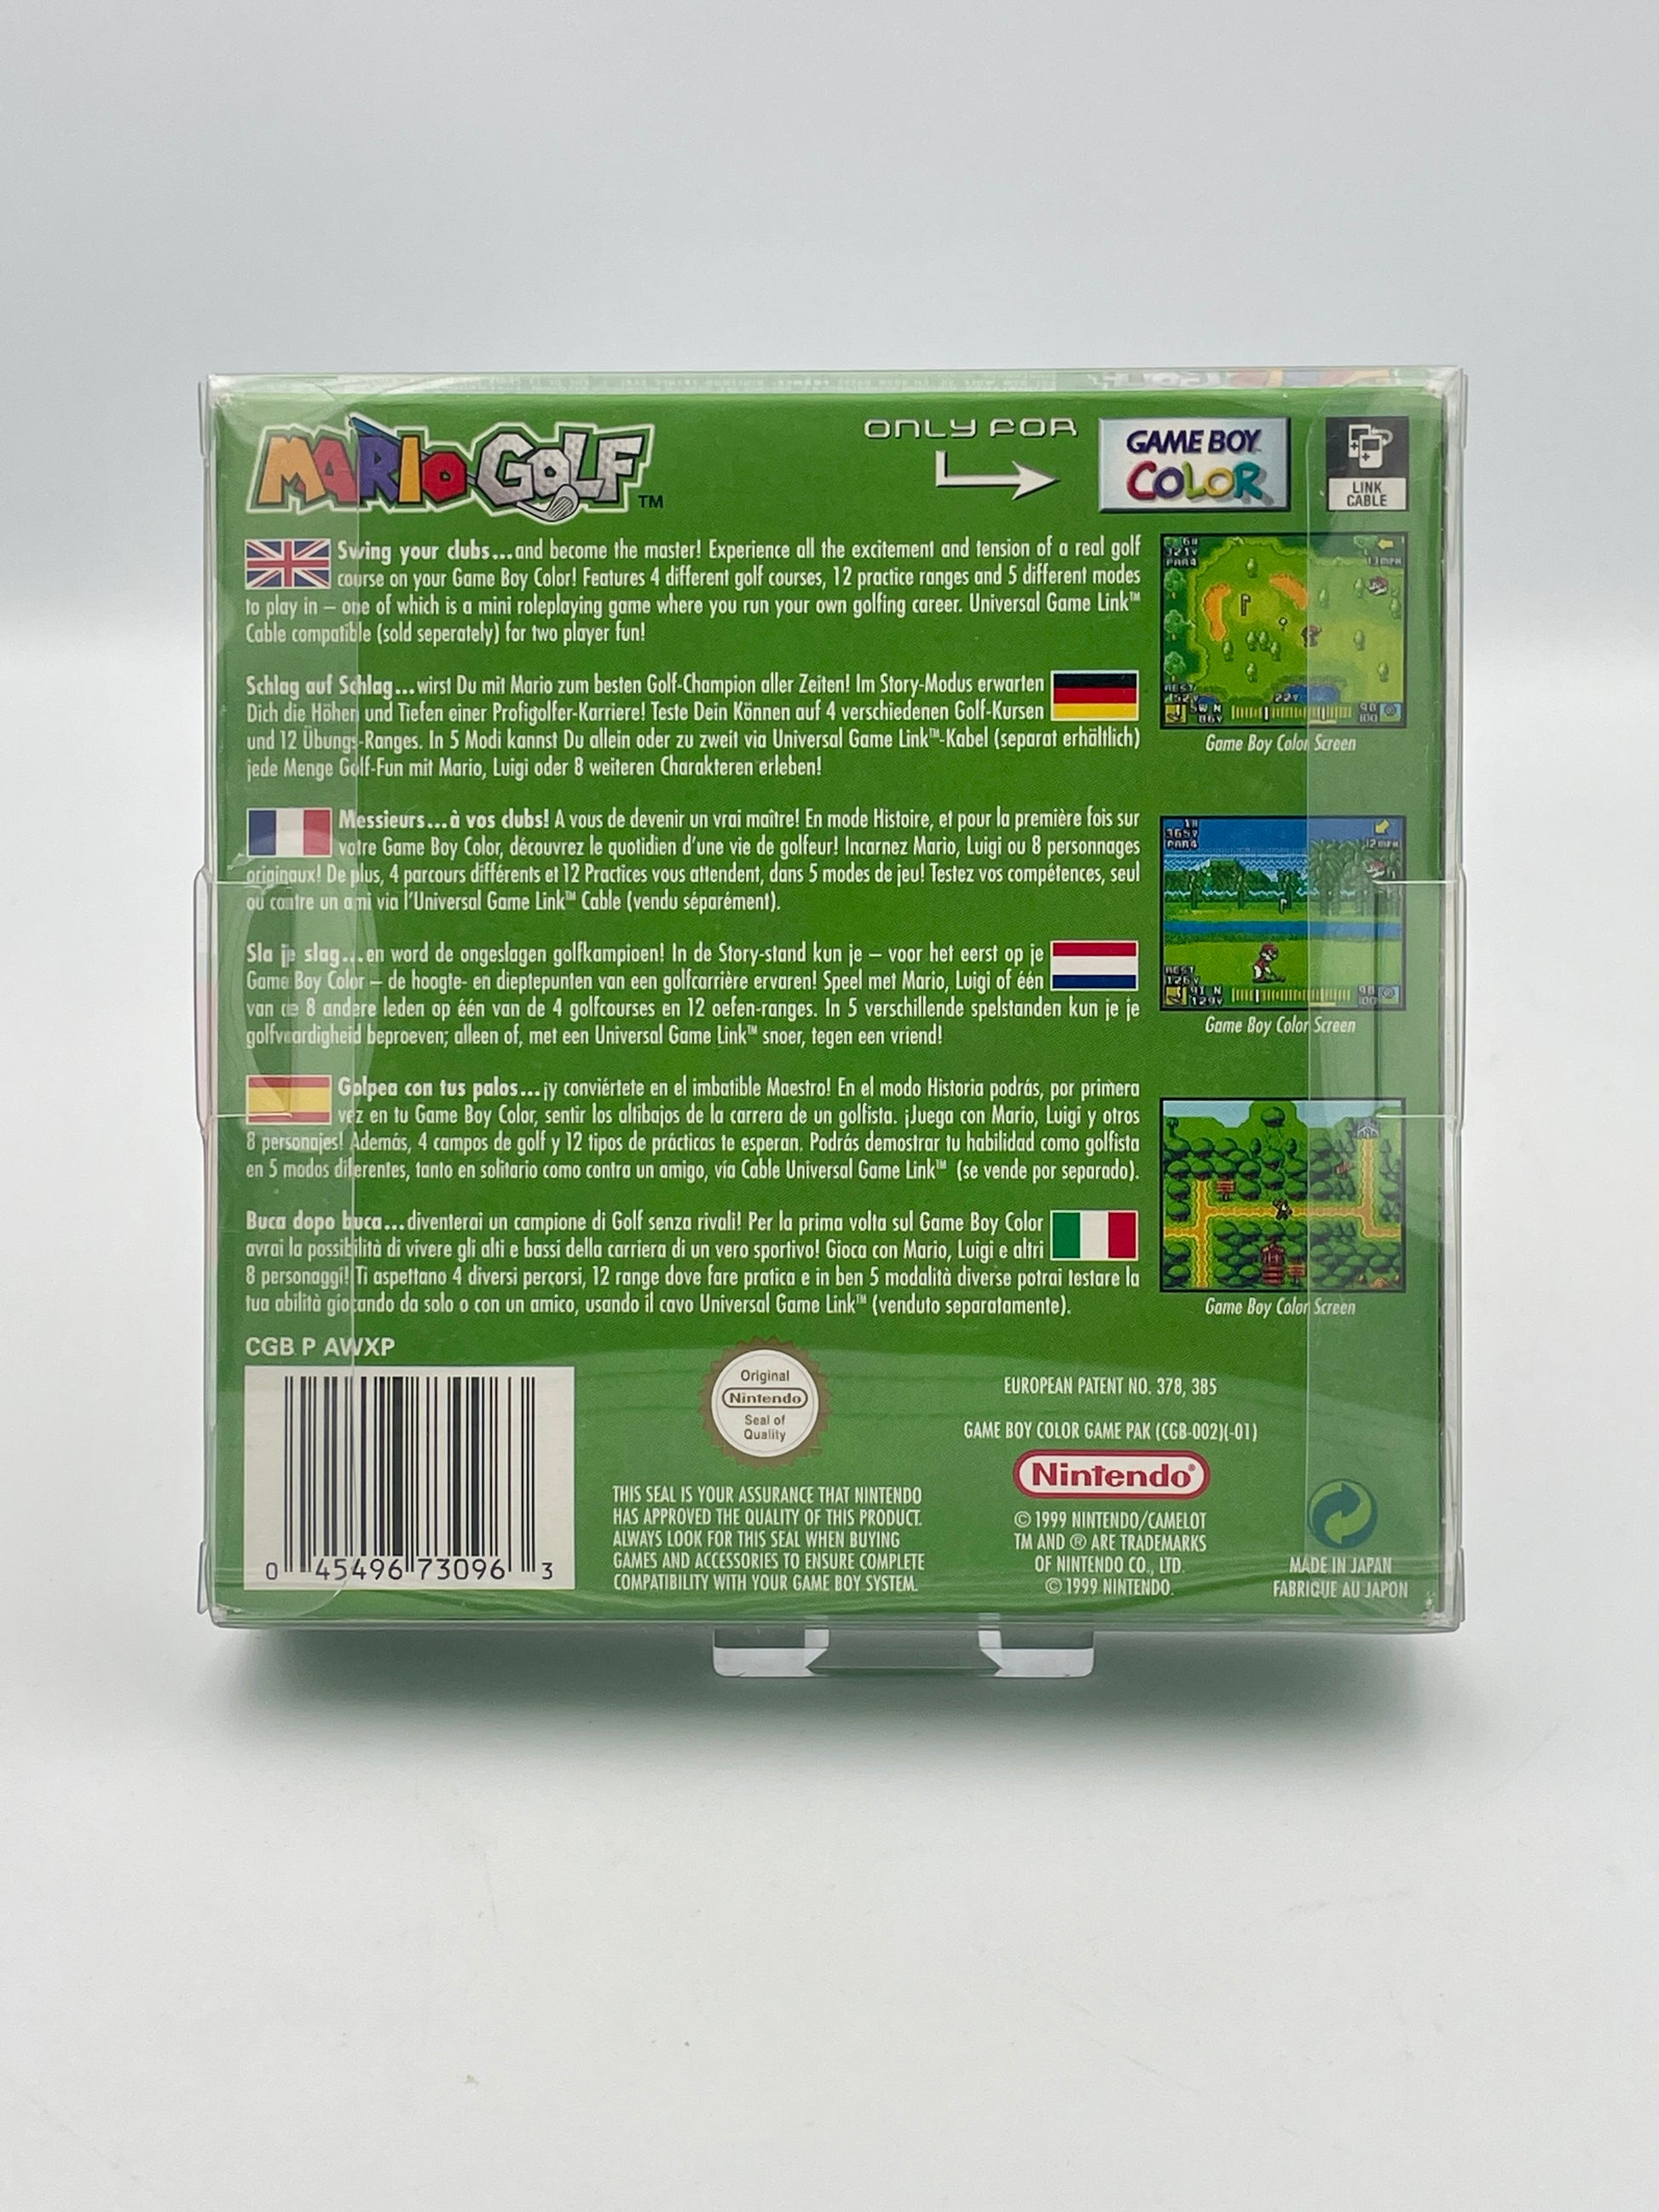 MARIO GOLF™
ONLY FOR
GAME BOY
COLOR
LINK
CABLE
Swing your clubs...and become the master! Experience all the excitement and tension of a real golf
course on your Game Boy Color! Features 4 different golf courses, 12 practice ranges and 5 different modes
to play in – one of which is a mini roleplaying game where you run your own golfing career. Universal Game Link™
Cable compatible (sold seperately) for two player fun!
Schlag auf Schlag...wirst Du mit Mario zum besten Golf-Champion aller Zeiten! Im Story-Modus erwarten
Dich die Höhen und Tiefen einer Profigolfer-Karriere! Teste Dein Können auf 4 verschiedenen Golf-Kursen
und 12 Übungs-Ranges. In 5 Modi kannst Du allein oder zu zweit via Universal Game Link™-Kabel (separat erhältlich)
jede Menge Golf-Fun mit Mario, Luigi oder 8 weiteren Charakteren erleben!
Messieurs...à vos clubs! A vous de devenir un vrai maître! En mode Histoire, et pour la première fois sur
votre Game Boy Color, découvrez le quotidien d'une vie de golfeur! Incarnez Mario, Luigi ou 8 personnages
originaux! De plus, 4 parcours différents et 12 Practices vous attendent, dans 5 modes de jeu! Testez vos compétences, seul
ou contre un ami via l'Universal Game Link™ Cable (vendu séparément).
Sla je slag...en word de ongeslagen golfkampioen! In de Story-stand kun je – voor het eerst op je
Game Boy Color – de hoogte- en dieptepunten van een golfcarrière ervaren! Speel met Mario, Luigi of één
van de 8 andere leden op één van de 4 golfcourses en 12 oefen-ranges. In 5 verschillende spelstanden kun je je
golfvaardigheid beproeven; alleen of, met een Universal Game Link™ snoer, tegen een vriend!
Golpea con tus palos...¡y conviértete en el imbatible Maestro! En el modo Historia podrás, por primera
vez en tu Game Boy Color, sentir los altibajos de la carrera de un golfista. ¡Juega con Mario, Luigi y otros
8 personajes! Además, 4 campos de golf y 12 tipos de prácticas te esperan. Podrás demostrar tu habilidad como golfista
en 5 modos diferentes, tanto en solitario como contra un amigo, vía Cable Universal Game Link™ (se vende por separado).
Buca dopo buca...diventerai un campione di Golf senza rivali! Per la prima volta sul Game Boy Color
avrai la possibilità di vivere gli alti e bassi della carriera di un vero sportivo! Gioca con Mario, Luigi e altri
8 personaggi! Ti aspettano 4 diversi percorsi, 12 range dove fare pratica e in ben 5 modalità diverse potrai testare la
tua abilità giocando da solo o con un amico, usando il cavo Universal Game Link™ (venduto separatamente).
Game Boy Color Screen
Game Boy Color Screen
Game Boy Color Screen
CGB P AWXP
0 45496 73096 3
Original
Nintendo
Seal of
Quality
THIS SEAL IS YOUR ASSURANCE THAT NINTENDO
HAS APPROVED THE QUALITY OF THIS PRODUCT.
ALWAYS LOOK FOR THIS SEAL WHEN BUYING
GAMES AND ACCESSORIES TO ENSURE COMPLETE
COMPATIBILITY WITH YOUR GAME BOY SYSTEM.
EUROPEAN PATENT NO. 378, 385
GAME BOY COLOR GAME PAK (CGB-002)(-01)
Nintendo®
© 1999 NINTENDO/CAMELOT
TM AND ® ARE TRADEMARKS
OF NINTENDO CO., LTD.
© 1999 NINTENDO.
MADE IN JAPAN
FABRIQUE AU JAPON